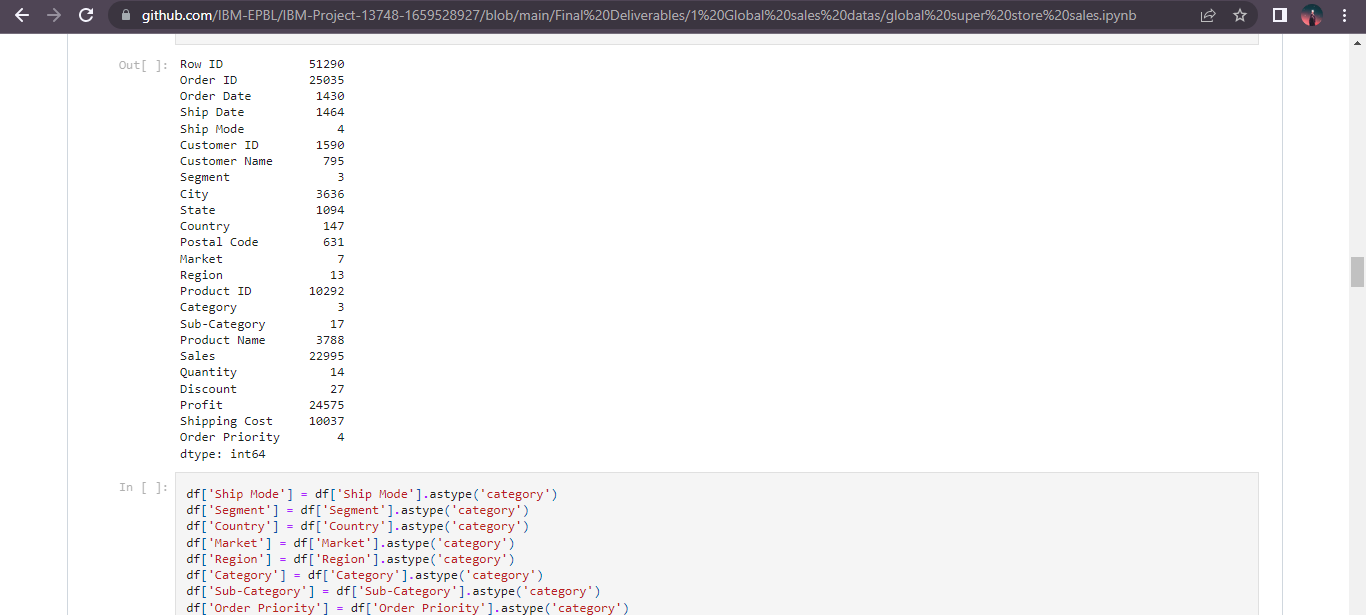 github.com/IBM-EPBL/IBM-Project-13748-1659528927/blob/main/Final%20Deliverables/1%20Global%20sales%20datas/global%20super%20store%20sales.ipynb
Out[ ]:
Row ID 51290
Order ID 25035
Order Date 1430
Ship Date 1464
Ship Mode 4
Customer ID 1590
Customer Name 795
Segment 3
City 3636
State 1094
Country 147
Postal Code 631
Market 7
Region 13
Product ID 10292
Category 3
Sub-Category 17
Product Name 3788
Sales 22995
Quantity 14
Discount 27
Profit 24575
Shipping Cost 10037
Order Priority 4
dtype: int64
In [ ]:
df['Ship Mode'] = df['Ship Mode'].astype('category')
df['Segment'] = df['Segment'].astype('category')
df['Country'] = df['Country'].astype('category')
df['Market'] = df['Market'].astype('category')
df['Region'] = df['Region'].astype('category')
df['Category'] = df['Category'].astype('category')
df['Sub-Category'] = df['Sub-Category'].astype('category')
df['Order Priority'] = df['Order Priority'].astype('category')